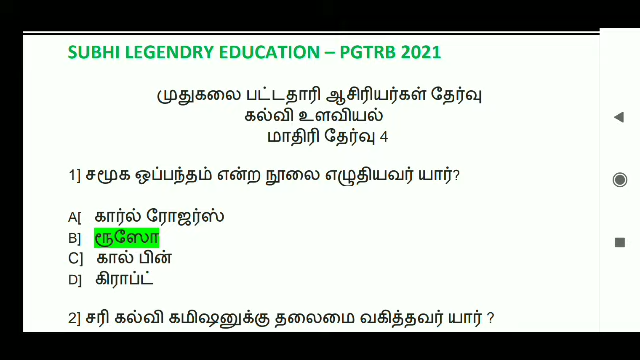 SUBHI LEGENDRY EDUCATION – PGTRB 2021
முதுகலை பட்டதாரி ஆசிரியர்கள் தேர்வு
கல்வி உளவியல்
மாதிரி தேர்வு 4
1] சமூக ஒப்பந்தம் என்ற நூலை எழுதியவர் யார்?
A[ கார்ல் ரோஜர்ஸ்
B] ரூஸோ
C] கால் பின்
D] கிராப்ட்
2] சரி கல்வி கமிஷனுக்கு தலைமை வகித்தவர் யார் ?